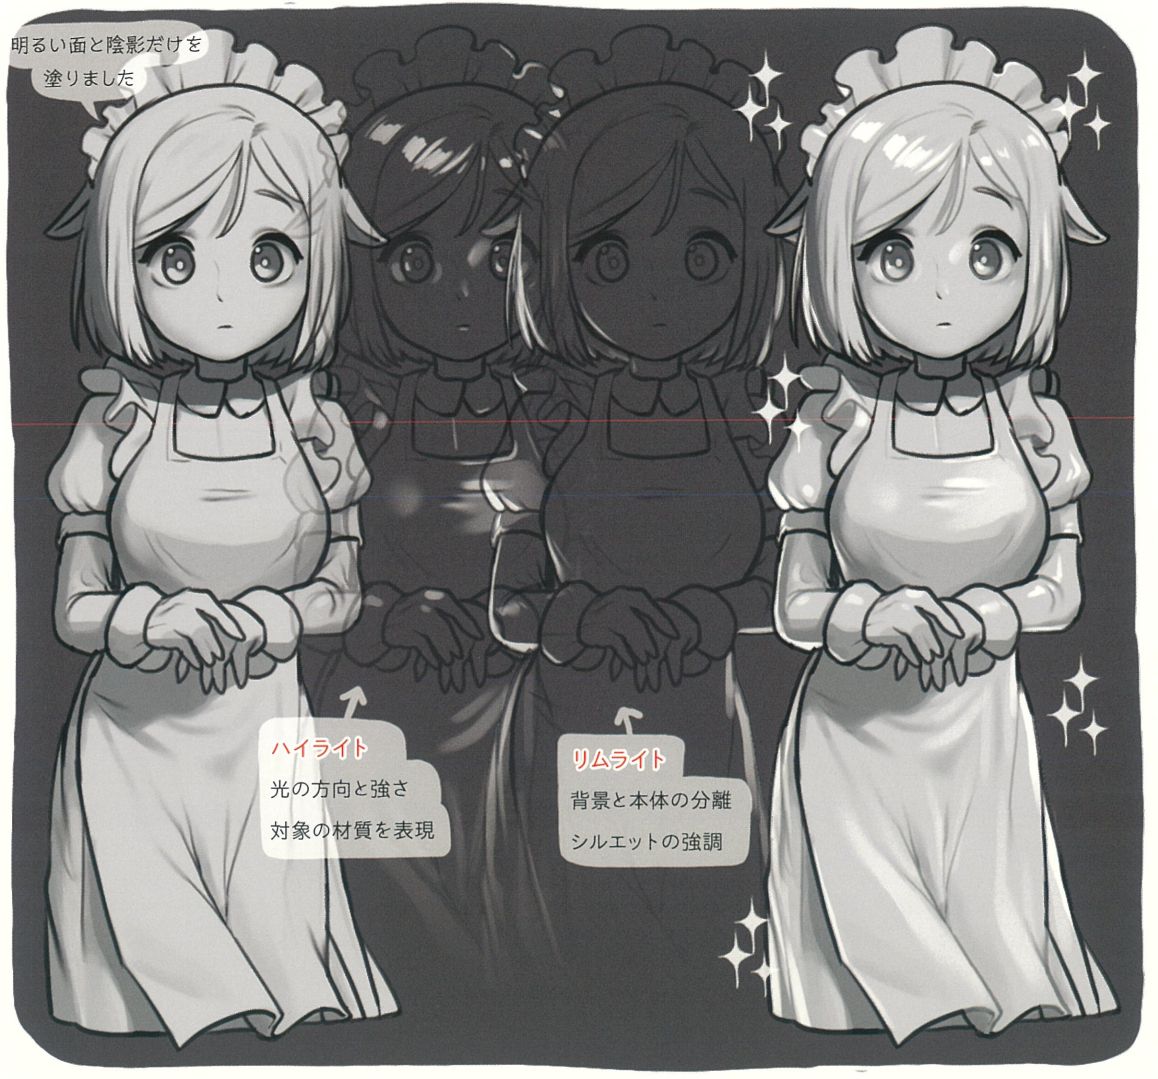 明るい面と陰影だけを
塗りました
ハイライト
光の方向と強さ
対象の材質を表現
リムライト
背景と本体の分離
シルエットの強調